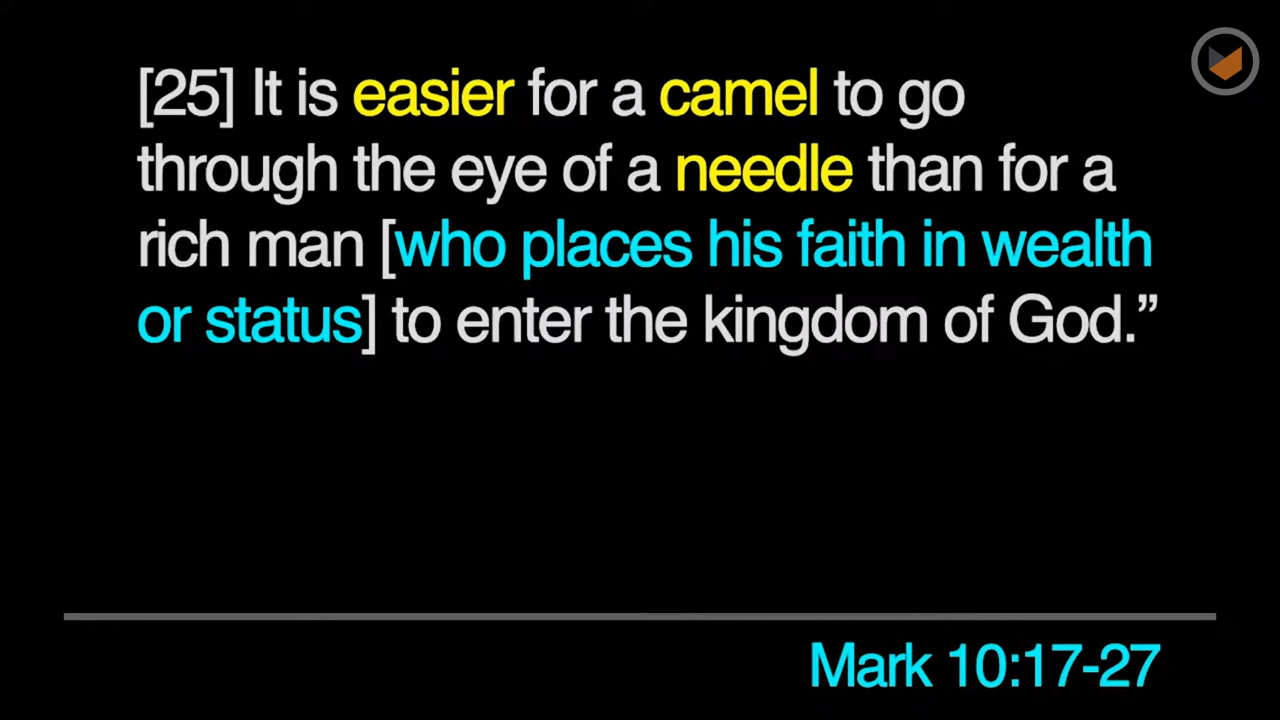 [25] It is easier for a camel to go
through the eye of a needle than for a
rich man [who places his faith in wealth
or status] to enter the kingdom of God.”
Mark 10:17-27